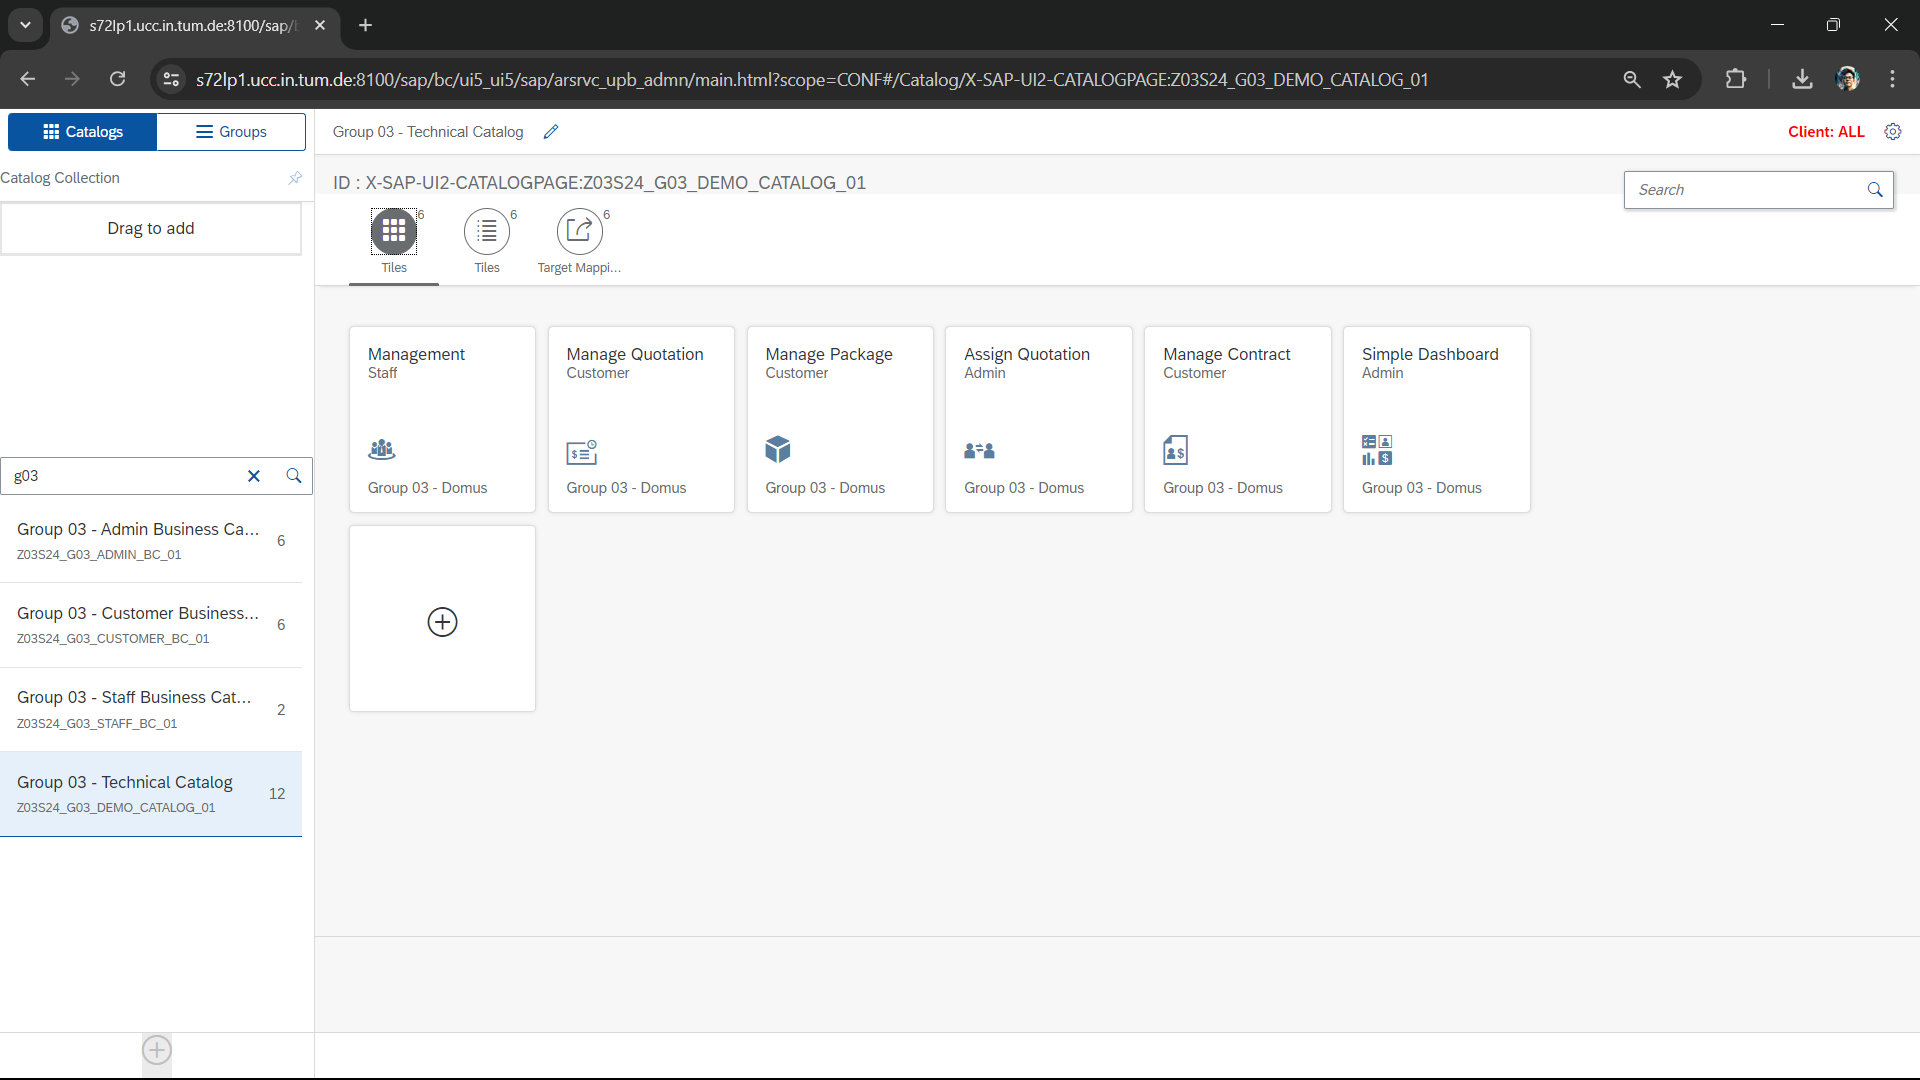 s72lp1.ucc.in.tum.de:8100/sap/
s72lp1.ucc.in.tum.de:8100/sap/bc/ui5_ui5/sap/arsrvc_upb_admn/main.html?scope=CONF#/Catalog/X-SAP-UI2-CATALOGPAGE:Z03S24_G03_DEMO_CATALOG_01
Catalogs
Groups
Group 03 - Technical Catalog
Client: ALL
Catalog Collection
ID : X-SAP-UI2-CATALOGPAGE:Z03S24_G03_DEMO_CATALOG_01
Search
Drag to add
6
6
6
Tiles
Tiles
Target Mappi...
Management
Staff
Group 03 - Domus
Manage Quotation
Customer
Group 03 - Domus
Manage Package
Customer
Group 03 - Domus
Assign Quotation
Admin
Group 03 - Domus
Manage Contract
Customer
Group 03 - Domus
Simple Dashboard
Admin
Group 03 - Domus
g03
Group 03 - Admin Business Ca...
Z03S24_G03_ADMIN_BC_01
6
Group 03 - Customer Business...
Z03S24_G03_CUSTOMER_BC_01
6
Group 03 - Staff Business Cat...
Z03S24_G03_STAFF_BC_01
2
Group 03 - Technical Catalog
Z03S24_G03_DEMO_CATALOG_01
12